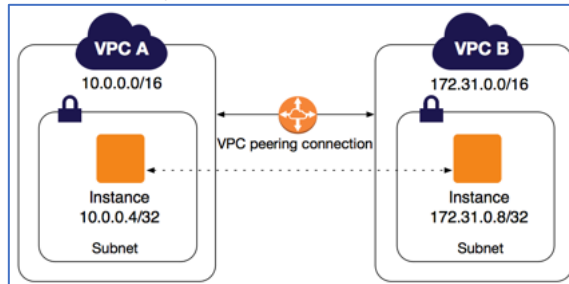 VPC A
10.0.0.0/16
Instance
10.0.0.4/32
Subnet
VPC peering connection
VPC B
172.31.0.0/16
Instance
172.31.0.8/32
Subnet